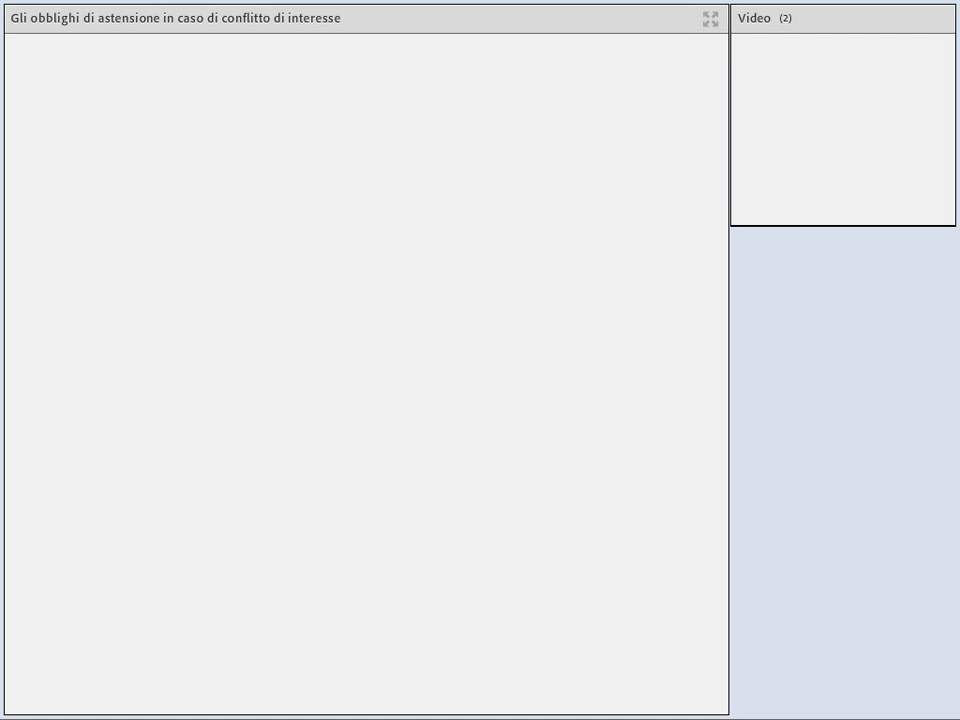 Gli obblighi di astensione in caso di conflitto di interesse
Video (2)